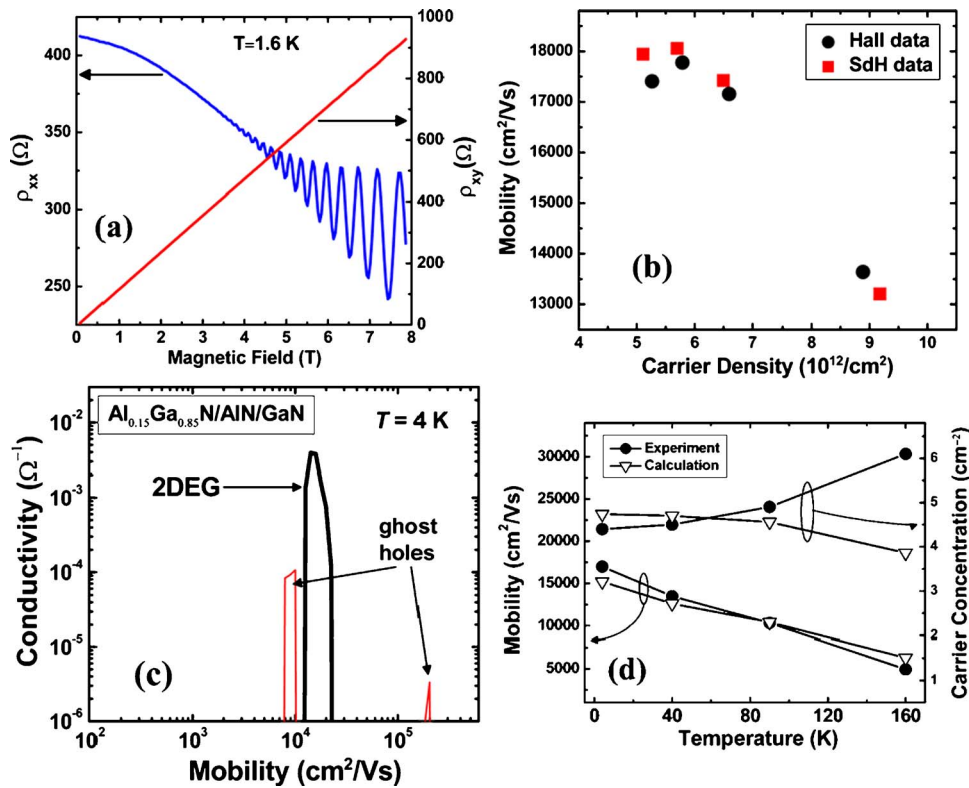 T=1.6 K
400
350
300
250
ρxx(Ω)
1000
800
600
400
200
0
ρxy(Ω)
(a)
0 1 2 3 4 5 6 7 8
Magnetic Field (T)
Hall data
SdH data
18000
17000
16000
15000
14000
13000
Mobility (cm²/Vs)
(b)
4 5 6 7 8 9 10
Carrier Density (10¹²/cm²)
Al₀.₁₅Ga₀.₈₅N/AlN/GaN
T = 4 K
10⁻²
10⁻³
10⁻⁴
10⁻⁵
10⁻⁶
Conductivity (Ω⁻¹)
2DEG
ghost
holes
(c)
10² 10³ 10⁴ 10⁵
Mobility (cm²/Vs)
Experiment
Calculation
30000
25000
20000
15000
10000
5000
Mobility (cm²/Vs)
6
5
4
3
2
1
Carrier Concentration (cm⁻²)
(d)
0 40 80 120 160
Temperature (K)